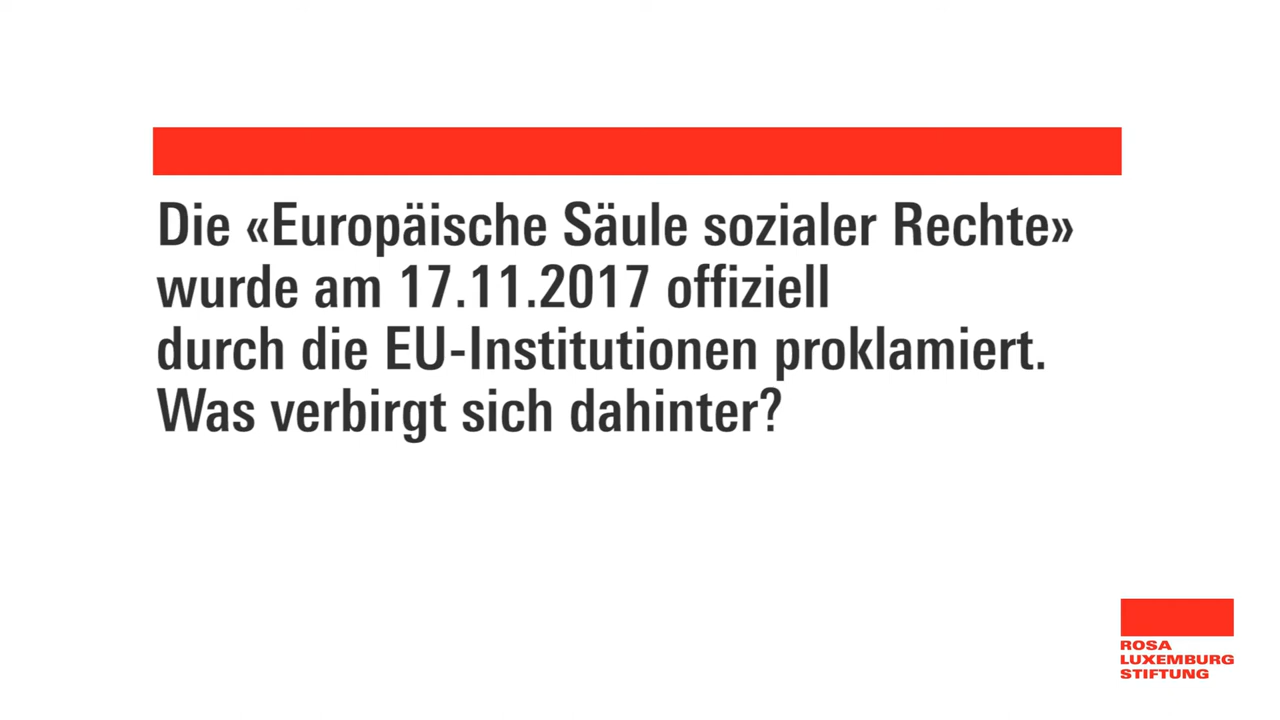 Die «Europäische Säule sozialer Rechte»
wurde am 17.11.2017 offiziell
durch die EU-Institutionen proklamiert.
Was verbirgt sich dahinter?
ROSA
LUXEMBURG
STIFTUNG